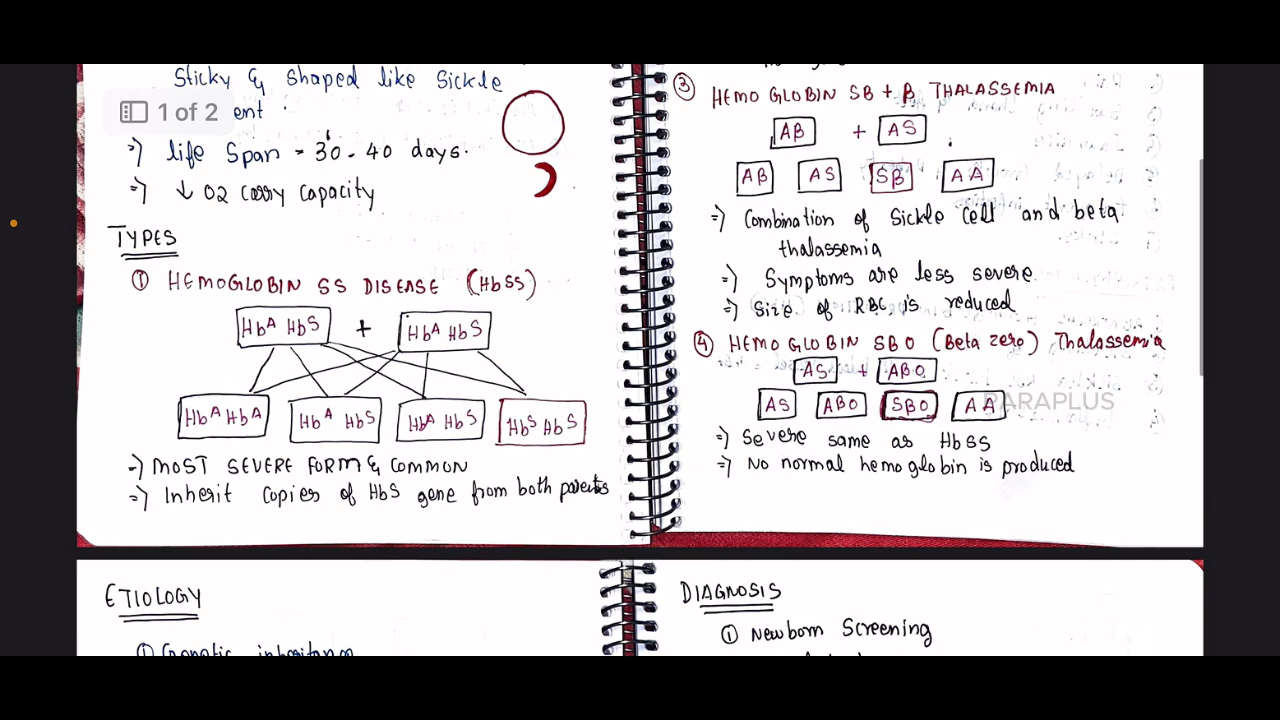 Sticky & shaped like Sickle
1 of 2
ent
=) life Span = 30 - 40 days.
=) ↓ O2 carry capacity
TYPES
① HEMOGLOBIN SS DISEASE (HbSS)
HbA HbS + HbA HbS
HbA HbA HbA HbS HbA HbS HbS HbS
=) MOST SEVERE FORM & COMMON
=) Inherit copies of HbS gene from both parents
③ HEMOGLOBIN SB + β THALASSEMIA
AB + AS
AB AS SB AA
=) Combination of Sickle Cell and beta
thalassemia
=) Symptoms are less severe
=) Size of RBC is reduced
④ HEMOGLOBIN SBO (Beta zero) Thalassemia
AS + ABO
AS ABO SBO AA
PARAPLUS
=) Severe same as HbSS
=) No normal hemoglobin is produced
ETIOLOGY
① Genetic inheritance
DIAGNOSIS
① Newborn Screening